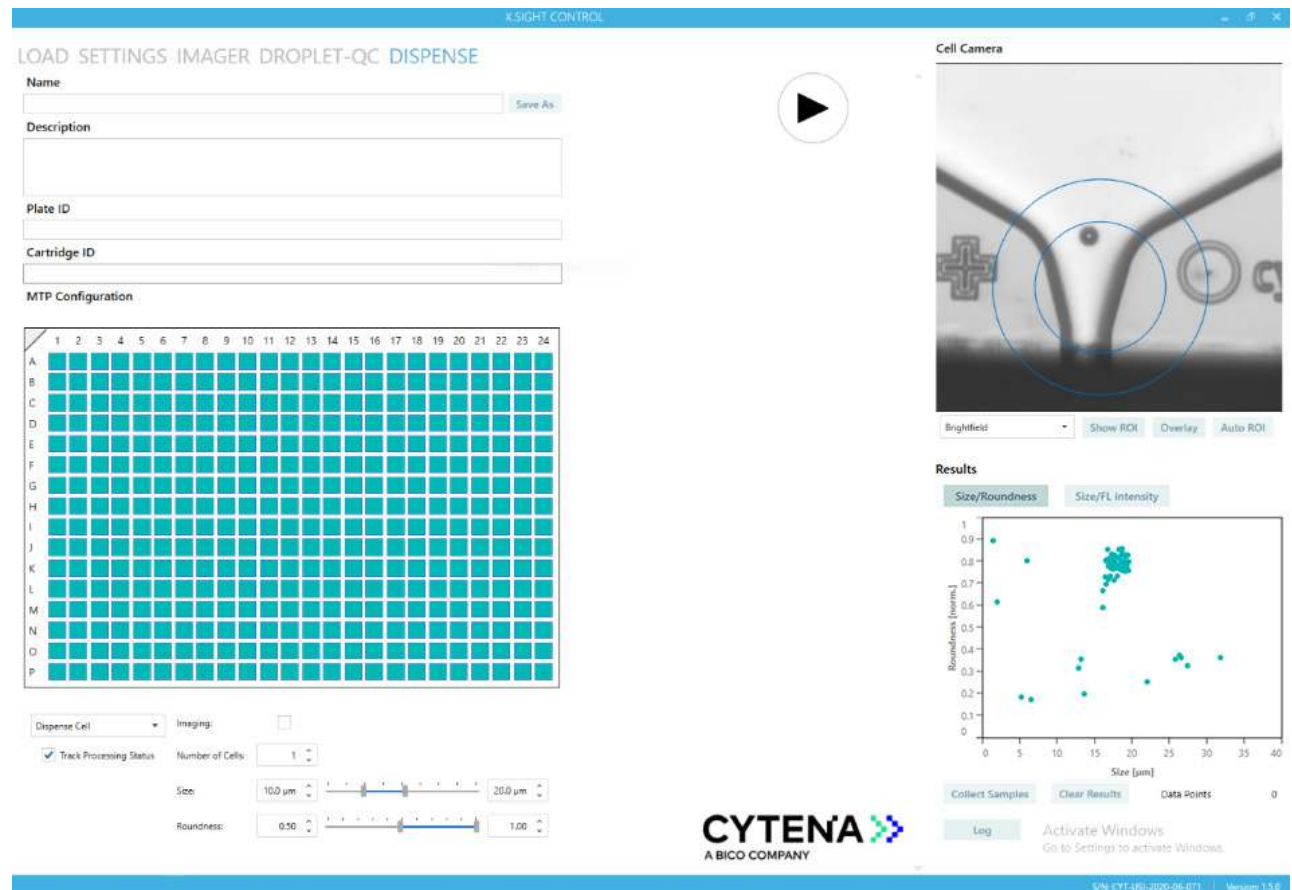 X.SIGHT CONTROL
LOAD SETTINGS IMAGER DROPLET-QC DISPENSE
Name
Save As
Description
Plate ID
Cartridge ID
MTP Configuration
1 2 3 4 5 6 7 8 9 10 11 12 13 14 15 16 17 18 19 20 21 22 23 24
A
B
C
D
E
F
G
H
I
J
K
L
M
N
O
P
Dispense Cell
Imaging:
Track Processing Status
Number of Cells:
1
Size:
10.0 µm
20.0 µm
Roundness:
0.50
1.00
CYTENA
A BICO COMPANY
Cell Camera
cy
Brightfield
Show ROI
Overlay
Auto ROI
Results
Size/Roundness
Size/FL intensity
Roundness [norm.]
1
0.9
0.8
0.7
0.6
0.5
0.4
0.3
0.2
0.1
0
0 5 10 15 20 25 30 35 40
Size [µm]
Collect Samples
Clear Results
Data Points
0
Log
Activate Windows
Go to Settings to activate Windows.
S/N: CYT-USI-2020-06-071
Version 1.5.0